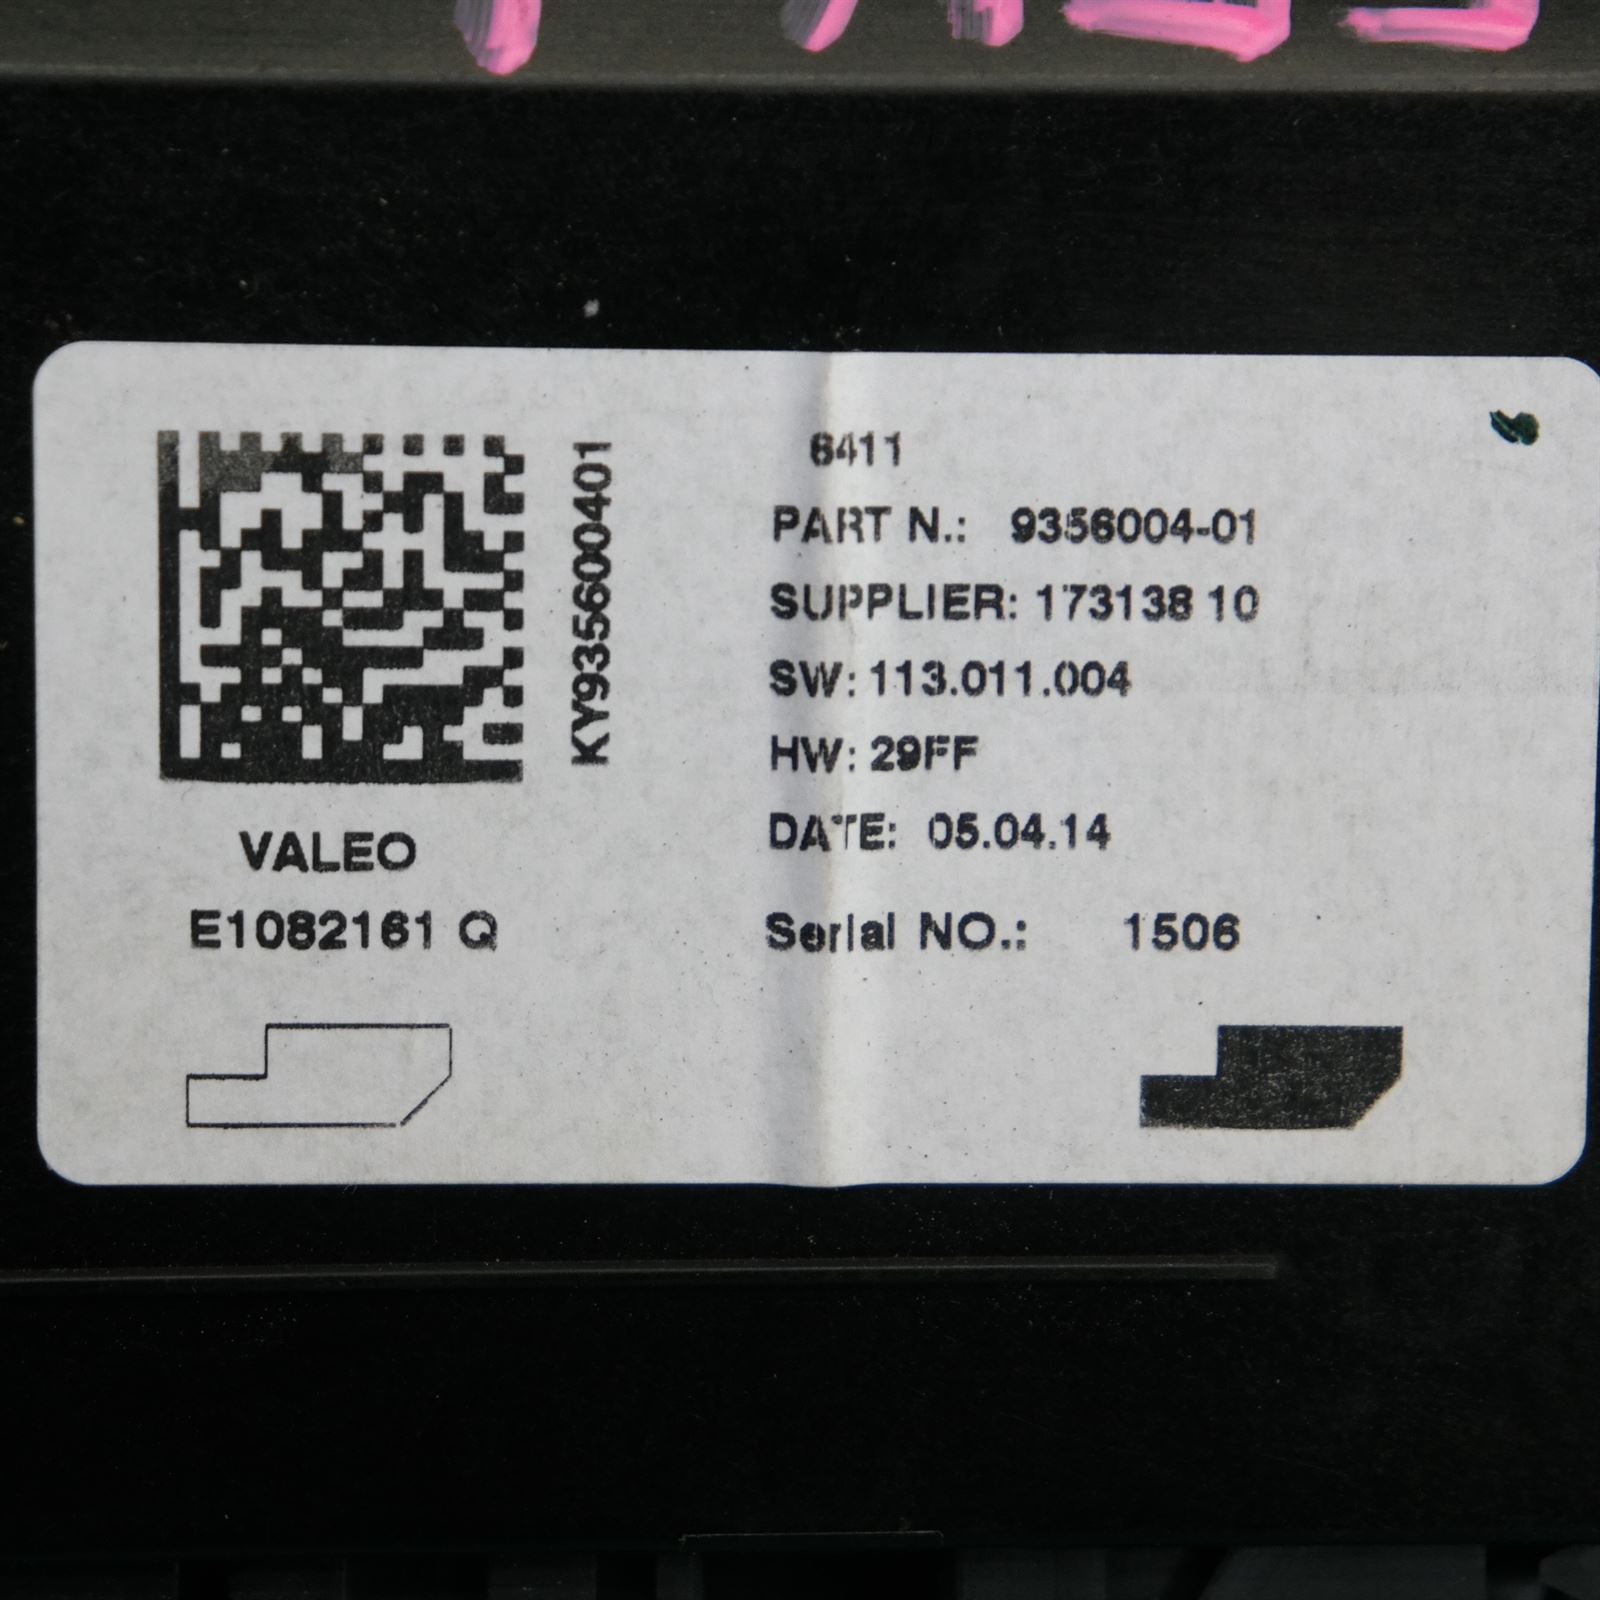 6411
PART N.: 9356004-01
SUPPLIER: 173138 10
SW: 113.011.004
HW: 29FF
DATE: 05.04.14
Serial NO.: 1506
KY935600401
VALEO
E1082161 Q